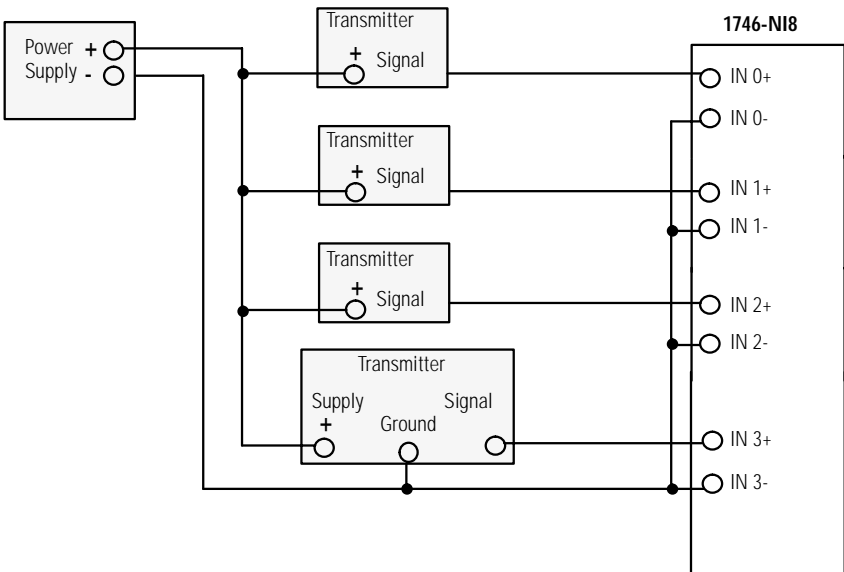 1746-NI8
Power +
Supply -
Transmitter
+ Signal
IN 0+
IN 0-
Transmitter
+ Signal
IN 1+
IN 1-
Transmitter
+ Signal
IN 2+
IN 2-
Transmitter
Supply Signal
+ Ground
IN 3+
IN 3-